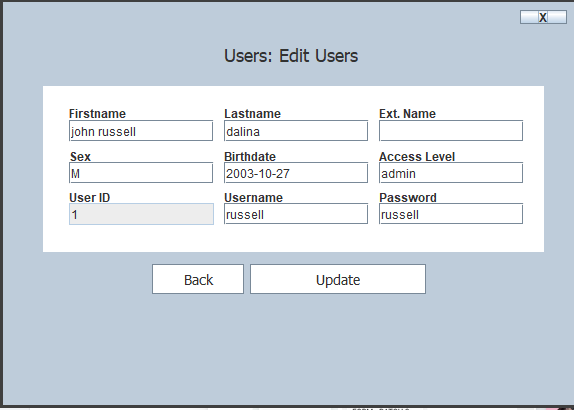 X
Users: Edit Users
Firstname Lastname Ext. Name
john russell dalina
Sex Birthdate Access Level
M 2003-10-27 admin
User ID Username Password
1 russell russell
Back Update